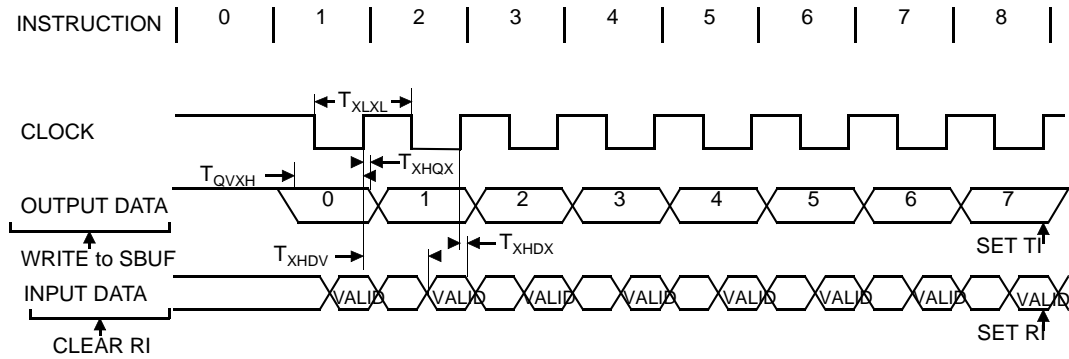 INSTRUCTION 0 1 2 3 4 5 6 7 8
TXLXL
CLOCK
TXHQX
TQVXH
OUTPUT DATA 0 1 2 3 4 5 6 7
WRITE to SBUF
TXHDV
TXHDX
SET TI
INPUT DATA VALID VALID VALID VALID VALID VALID VALID VALID
CLEAR RI
SET RI